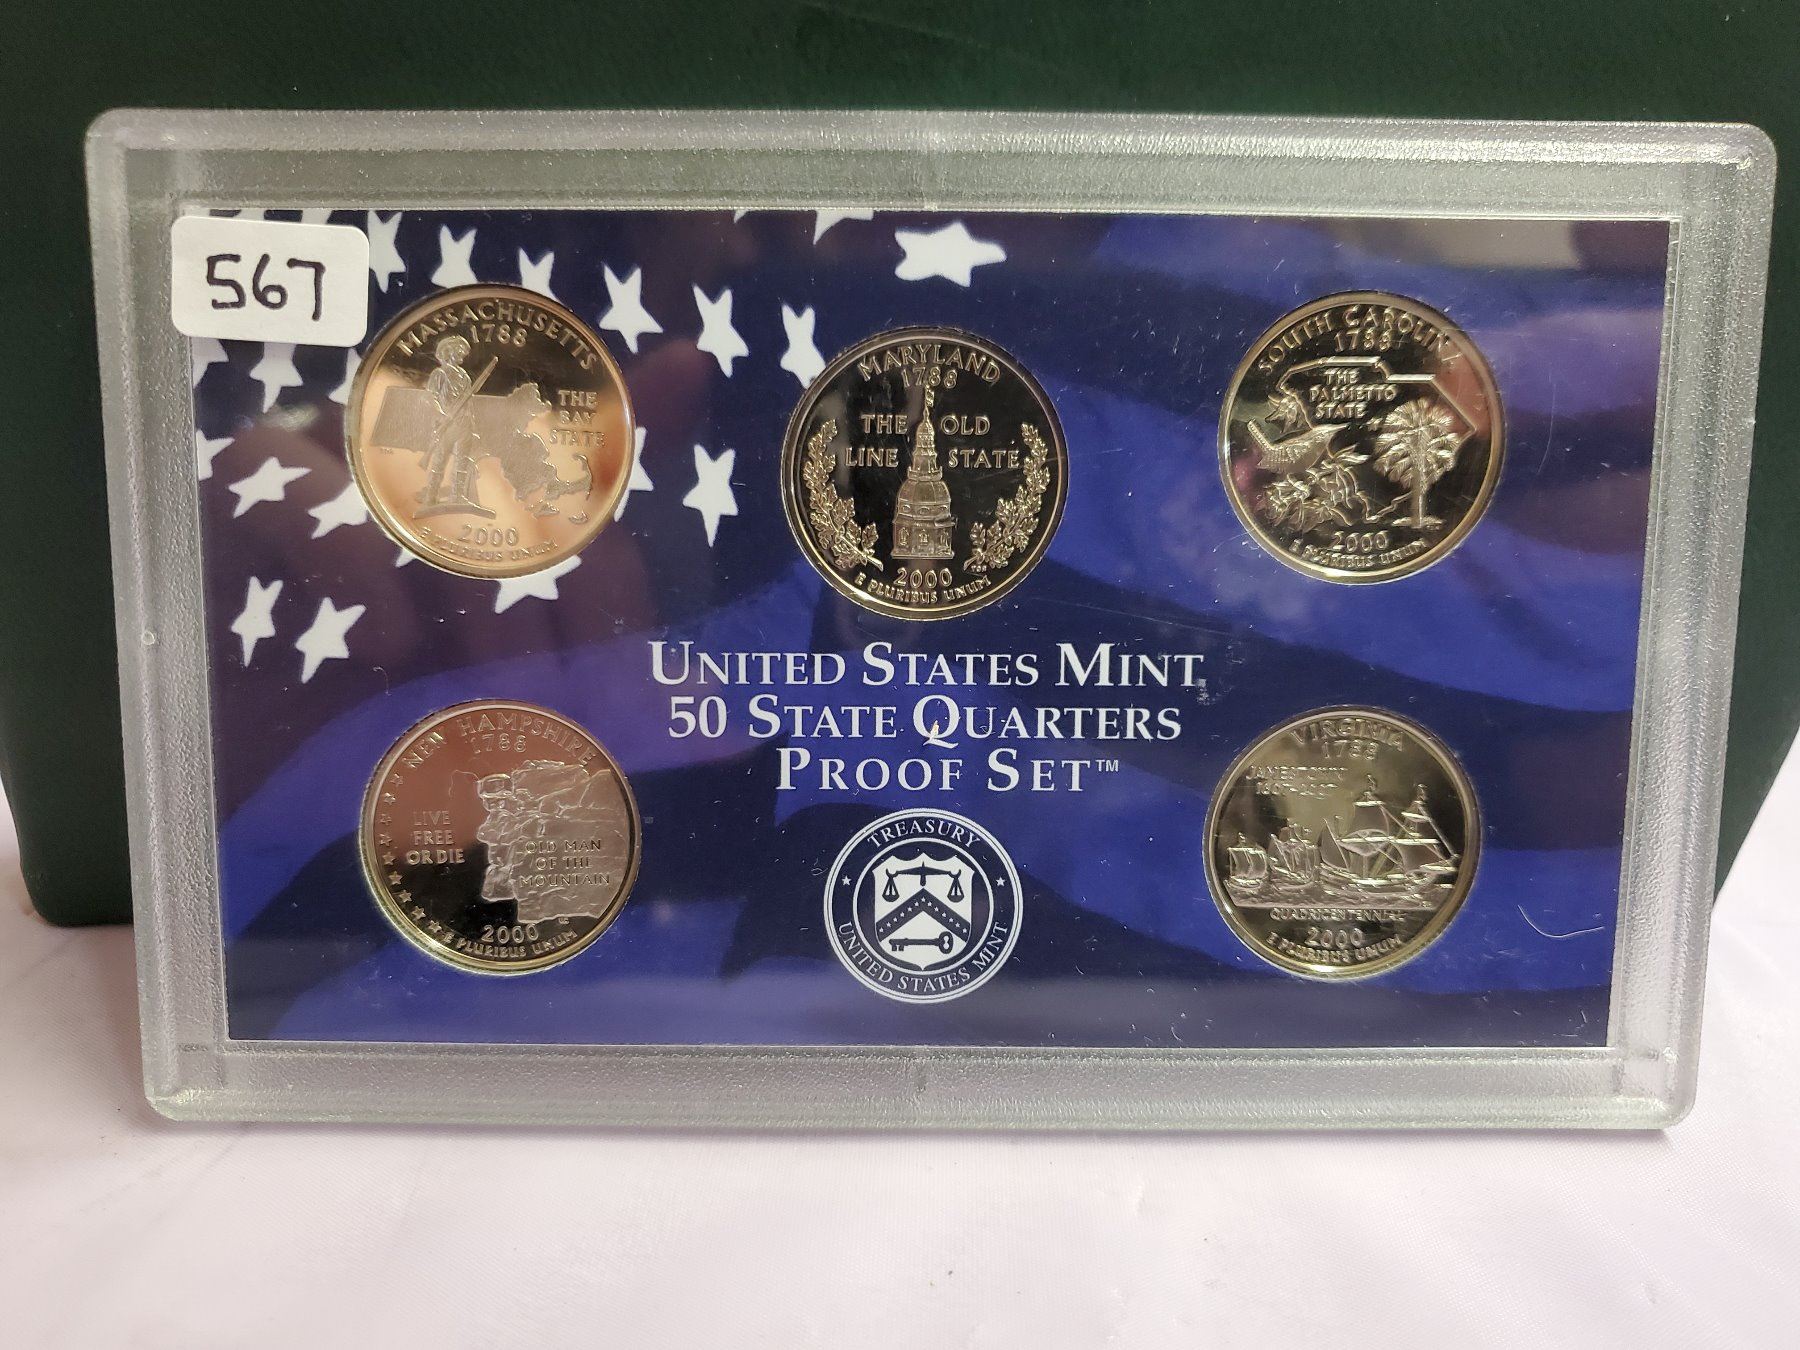 567
MASSACHUSETTS
1788
THE
BAY
STATE
2000
E PLURIBUS UNUM
MARYLAND
1788
THE OLD
LINE STATE
2000
E PLURIBUS UNUM
SOUTH CAROLINA
1788
THE
PALMETTO
STATE
2000
E PLURIBUS UNUM
UNITED STATES MINT
50 STATE QUARTERS
PROOF SET™
NEW HAMPSHIRE
1788
LIVE
FREE
OR DIE
OLD MAN
OF THE
MOUNTAIN
2000
E PLURIBUS UNUM
TREASURY
UNITED STATES MINT
VIRGINIA
1788
JAMESTOWN
1607-2007
QUADRICENTENNIAL
2000
E PLURIBUS UNUM